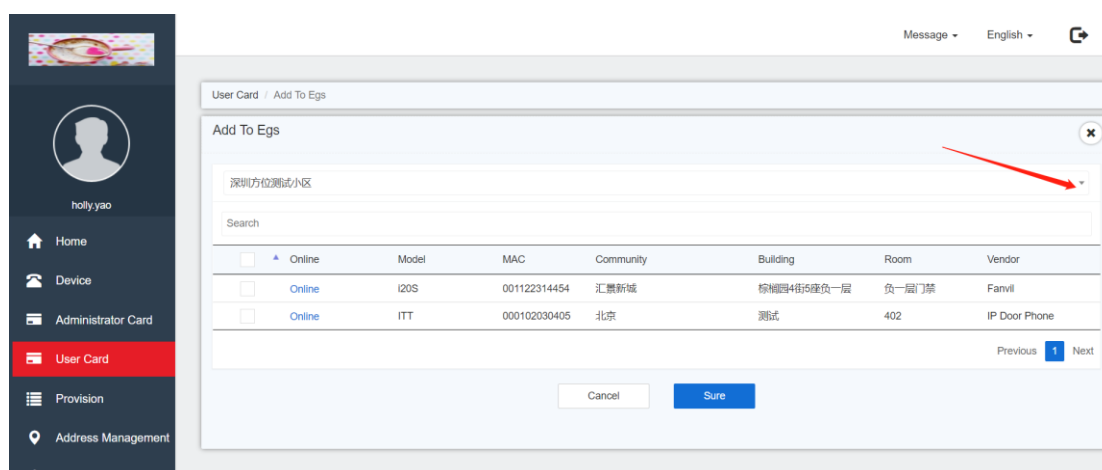 Message English
User Card / Add To Egs
Add To Egs
深圳方位测试小区
Search
Online Model MAC Community Building Room Vendor
Online i20S 001122314454 汇景新城 棕榈园4街5座负一层 负一层门禁 Fanvil
Online ITT 000102030405 北京 测试 402 IP Door Phone
Previous 1 Next
Cancel Sure
holly.yao
Home
Device
Administrator Card
User Card
Provision
Address Management